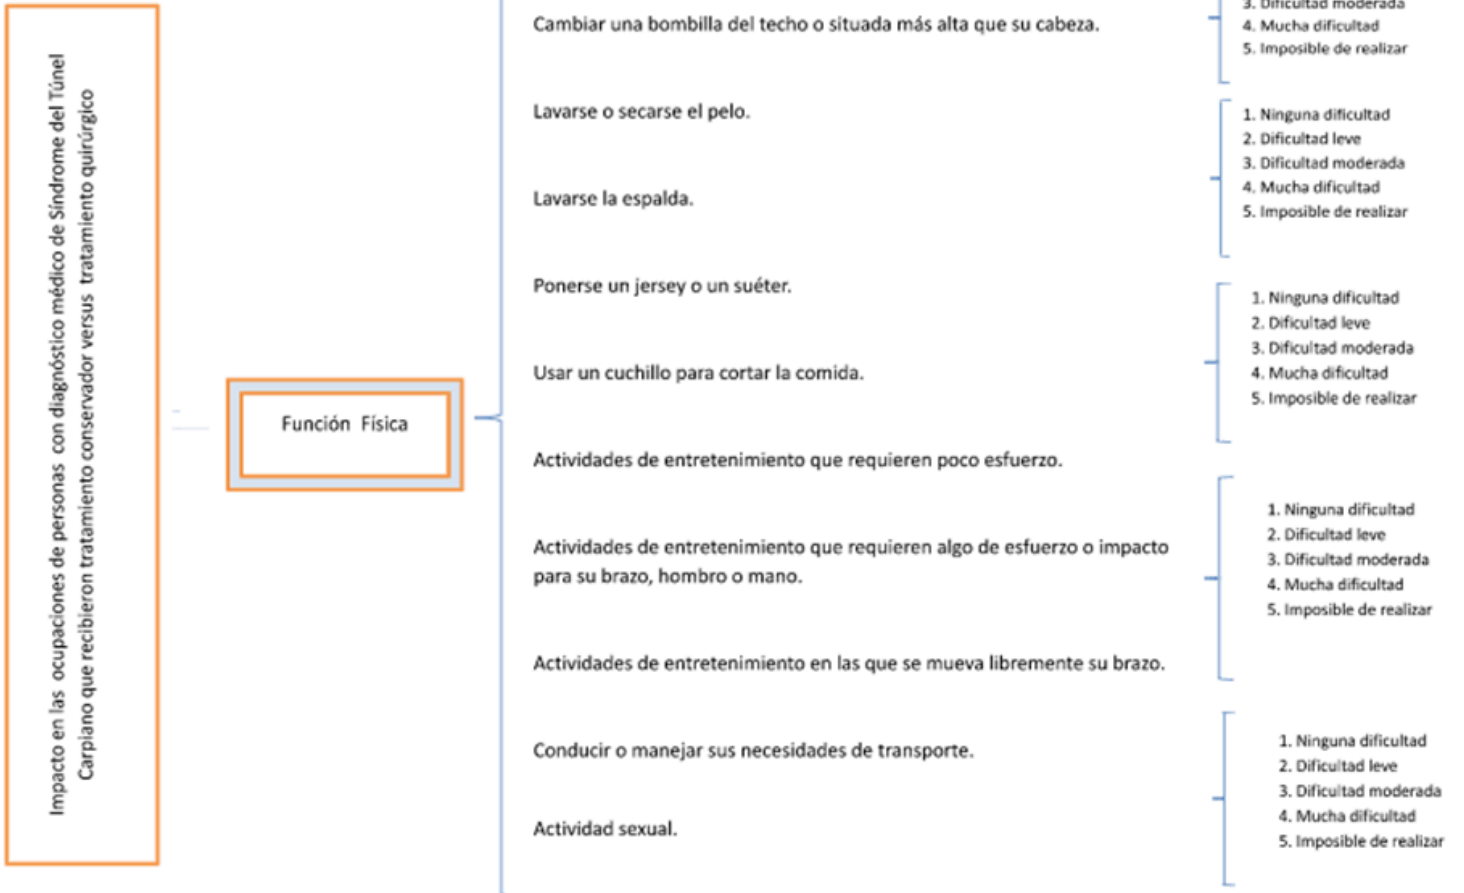 Impacto en las ocupaciones de personas con diagnóstico médico de Síndrome del Túnel
Carpiano que recibieron tratamiento conservador versus tratamiento quirúrgico
Función Física
Cambiar una bombilla del techo o situada más alta que su cabeza.
Lavarse o secarse el pelo.
Lavarse la espalda.
Ponerse un jersey o un suéter.
Usar un cuchillo para cortar la comida.
Actividades de entretenimiento que requieren poco esfuerzo.
Actividades de entretenimiento que requieren algo de esfuerzo o impacto
para su brazo, hombro o mano.
Actividades de entretenimiento en las que se mueva libremente su brazo.
Conducir o manejar sus necesidades de transporte.
Actividad sexual.
3. Dificultad moderada
4. Mucha dificultad
5. Imposible de realizar
1. Ninguna dificultad
2. Dificultad leve
3. Dificultad moderada
4. Mucha dificultad
5. Imposible de realizar
1. Ninguna dificultad
2. Dificultad leve
3. Dificultad moderada
4. Mucha dificultad
5. Imposible de realizar
1. Ninguna dificultad
2. Dificultad leve
3. Dificultad moderada
4. Mucha dificultad
5. Imposible de realizar
1. Ninguna dificultad
2. Dificultad leve
3. Dificultad moderada
4. Mucha dificultad
5. Imposible de realizar